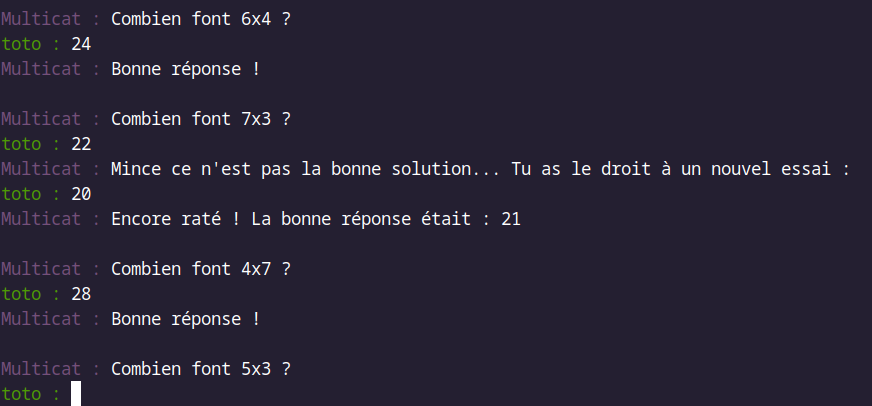 Multicat : Combien font 6x4 ?
toto : 24
Multicat : Bonne réponse !
Multicat : Combien font 7x3 ?
toto : 22
Multicat : Mince ce n'est pas la bonne solution... Tu as le droit à un nouvel essai :
toto : 20
Multicat : Encore raté ! La bonne réponse était : 21
Multicat : Combien font 4x7 ?
toto : 28
Multicat : Bonne réponse !
Multicat : Combien font 5x3 ?
toto :